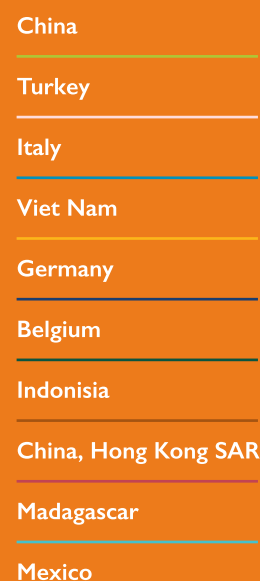 China
Turkey
Italy
Viet Nam
Germany
Belgium
Indonisia
China, Hong Kong SAR
Madagascar
Mexico